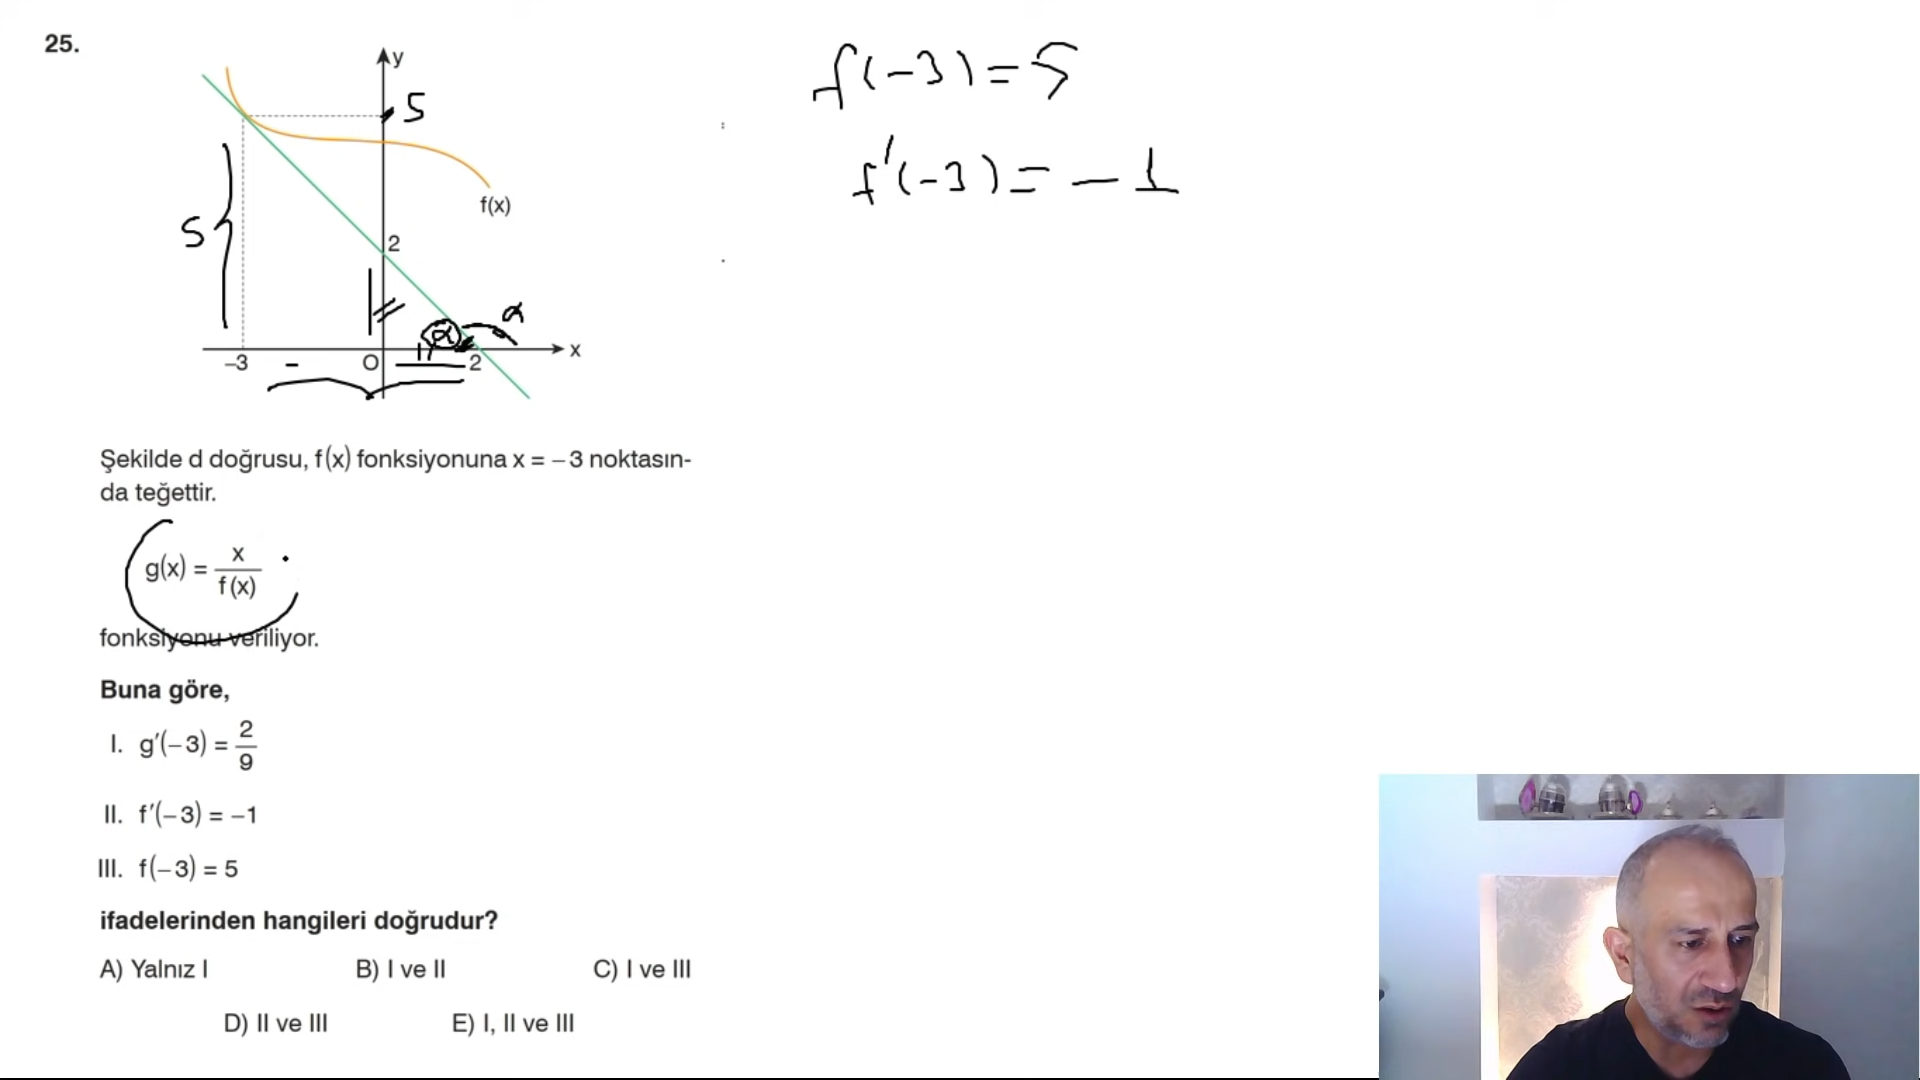 25.
y
5
f(-3)=5
f'(-3)=-1
5
f(x)
2
α
α
-3
O
2
x
Şekilde d doğrusu, f(x) fonksiyonuna x = −3 noktasın-
da teğettir.
g(x) = x / f(x)
fonksiyonu veriliyor.
Buna göre,
I. g′(−3) = 2/9
II. f′(−3) = −1
III. f(−3) = 5
ifadelerinden hangileri doğrudur?
A) Yalnız I B) I ve II C) I ve III
D) II ve III E) I, II ve III